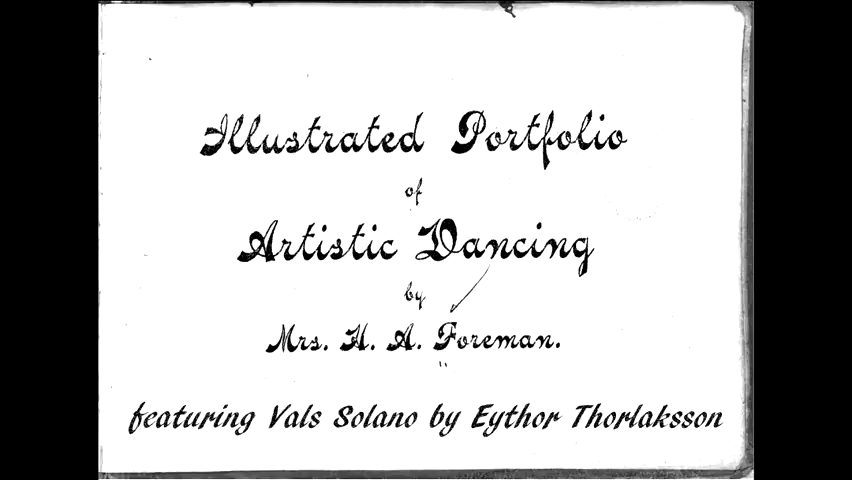 Illustrated Portfolio
of
Artistic Dancing
by
Mrs. H. A. Foreman.
featuring Vals Solano by Eythor Thorlaksson